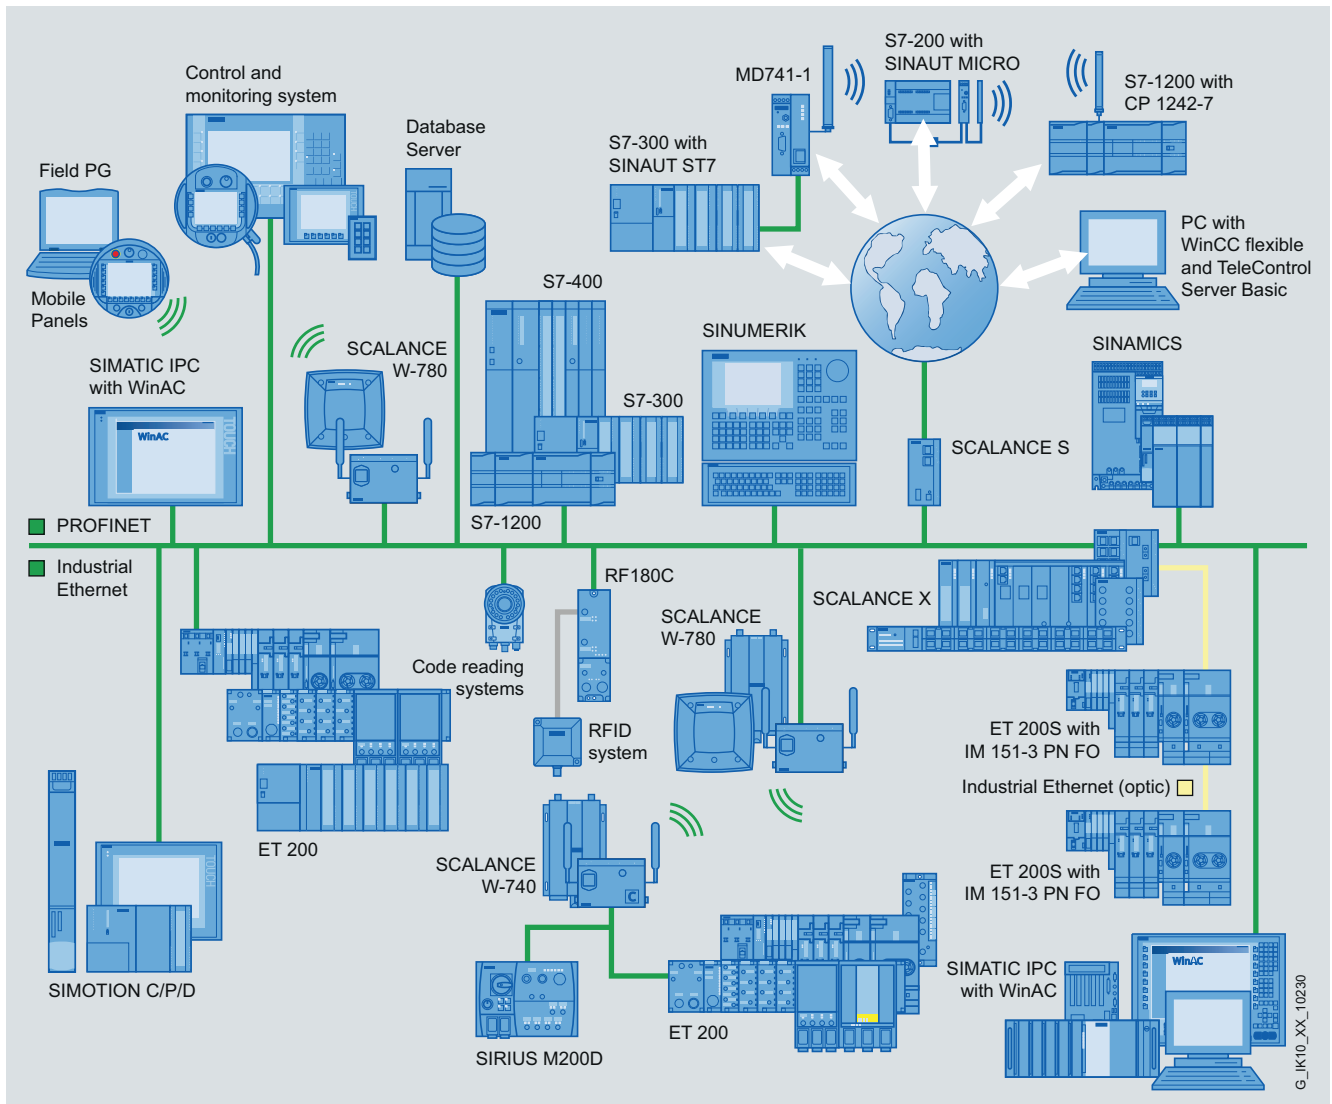 Control and
monitoring system
Field PG
Mobile
Panels
Database
Server
MD741-1
S7-200 with
SINAUT MICRO
S7-1200 with
CP 1242-7
S7-300 with
SINAUT ST7
PC with
WinCC flexible
and TeleControl
Server Basic
SIMATIC IPC
with WinAC
WinAC
TOUCH
SCALANCE
W-780
S7-400
S7-300
S7-1200
SINUMERIK
SCALANCE S
SINAMICS
PROFINET
Industrial
Ethernet
Code reading
systems
RF180C
RFID
system
SCALANCE
W-780
SCALANCE X
ET 200S with
IM 151-3 PN FO
Industrial Ethernet (optic)
ET 200S with
IM 151-3 PN FO
ET 200
TOUCH
SIMOTION C/P/D
SCALANCE
W-740
C
SIRIUS M200D
ET 200
SIMATIC IPC
with WinAC
WinAC
G_IK10_XX_10230